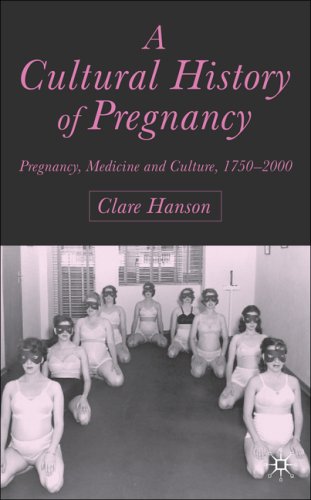 A
Cultural History
of Pregnancy
Pregnancy, Medicine and Culture, 1750–2000
Clare Hanson